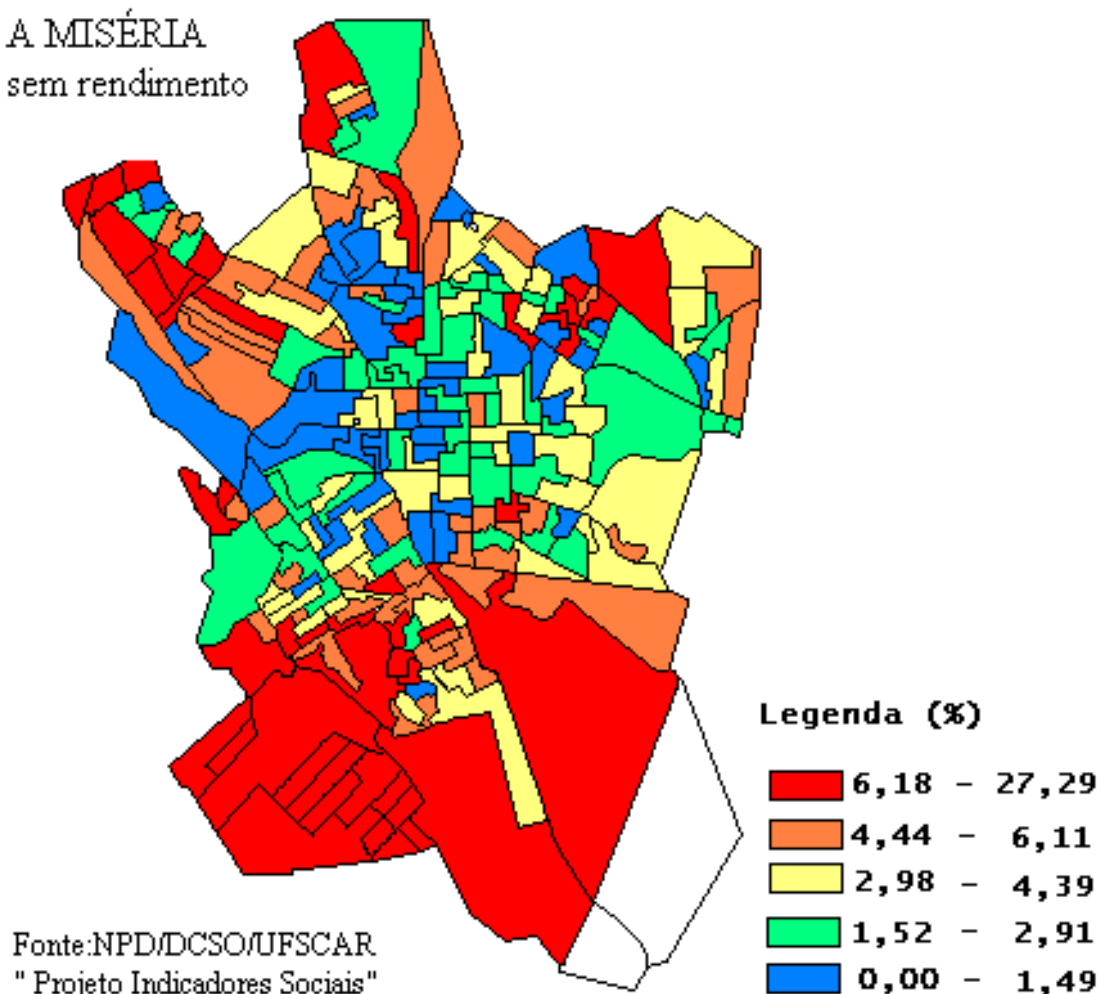 A MISÉRIA
sem rendimento
Legenda (%)
6,18 - 27,29
4,44 - 6,11
2,98 - 4,39
1,52 - 2,91
0,00 - 1,49
Fonte:NPD/DCSO/UFSCAR
" Projeto Indicadores Sociais"